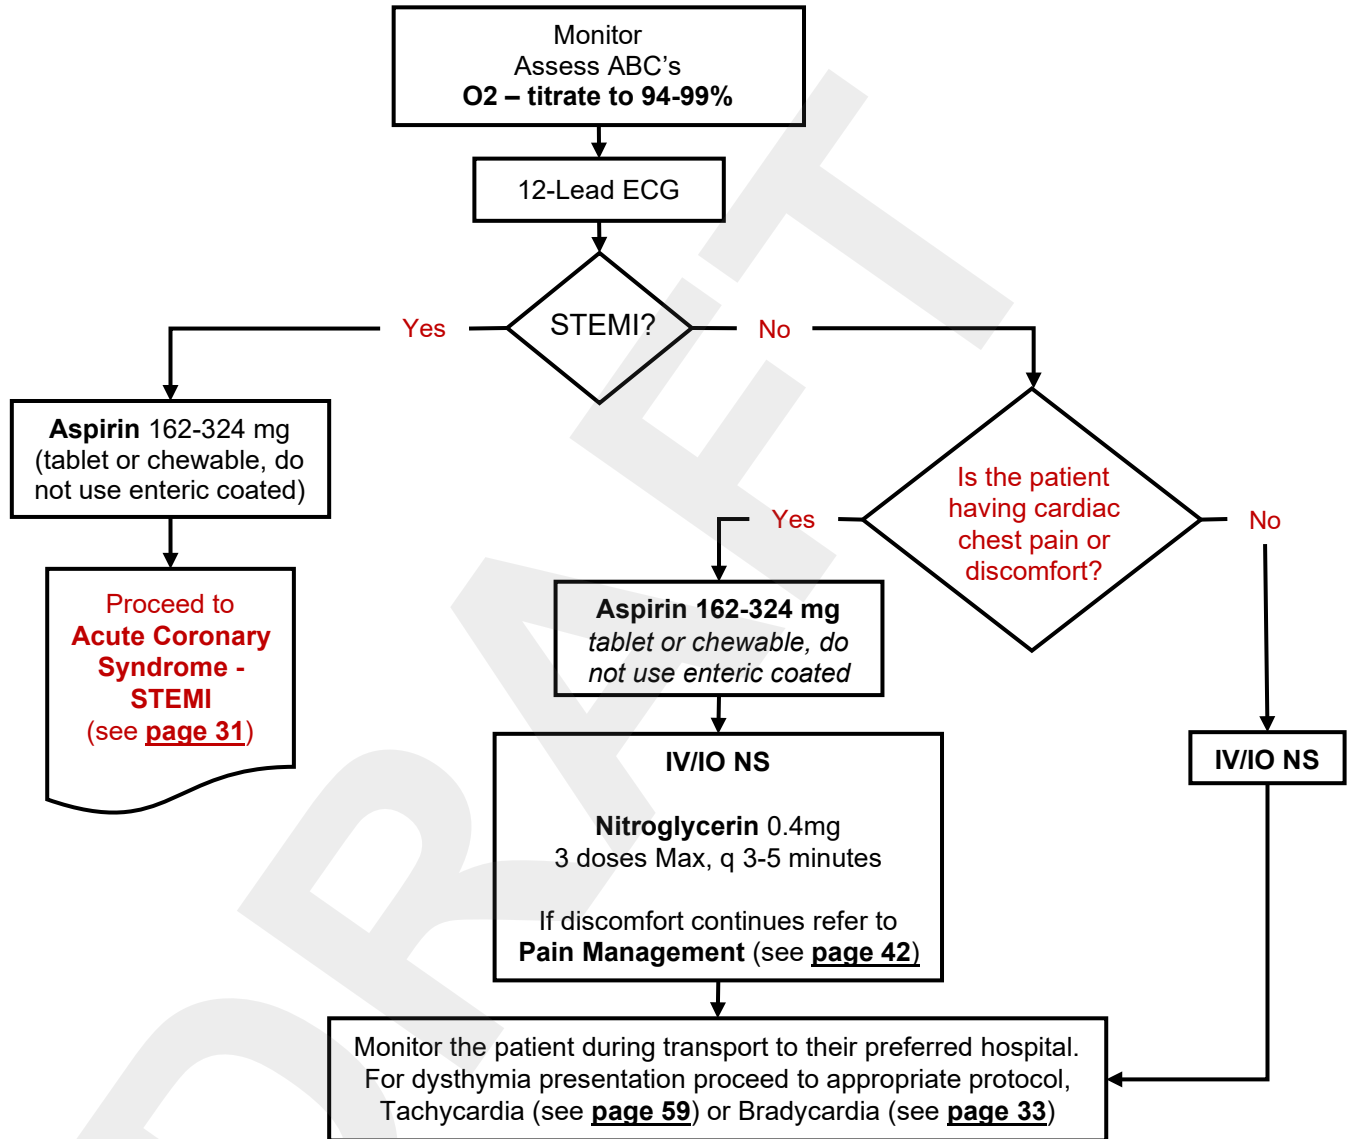 Monitor
Assess ABC’s
O2 – titrate to 94-99%
12-Lead ECG
STEMI?
Yes
No
Aspirin 162-324 mg
(tablet or chewable, do
not use enteric coated)
Proceed to
Acute Coronary
Syndrome -
STEMI
(see page 31)
Is the patient
having cardiac
chest pain or
discomfort?
Yes
No
Aspirin 162-324 mg
tablet or chewable, do
not use enteric coated
IV/IO NS
Nitroglycerin 0.4mg
3 doses Max, q 3-5 minutes
If discomfort continues refer to
Pain Management (see page 42)
IV/IO NS
Monitor the patient during transport to their preferred hospital.
For dysthymia presentation proceed to appropriate protocol,
Tachycardia (see page 59) or Bradycardia (see page 33)
DRAFT